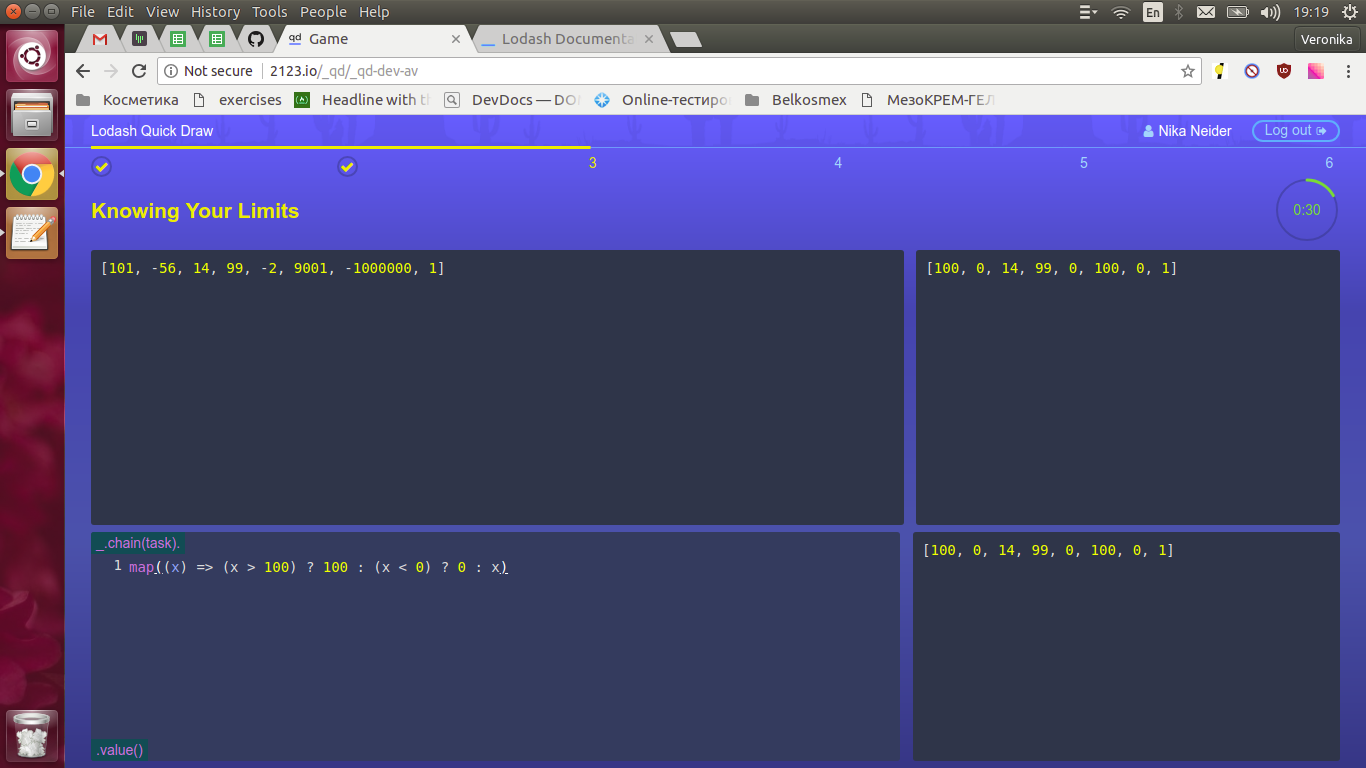 File Edit View History Tools People Help En 19:19
Game Lodash Documenta Veronika
Not secure 2123.io/_qd/_qd-dev-av
Косметика exercises Headline with t DevDocs — DO Online-тестиро Belkosmex МезоКРЕМ-ГЕЛ
Lodash Quick Draw Nika Neider Log out
3 4 5 6
Knowing Your Limits 0:30
[101, -56, 14, 99, -2, 9001, -1000000, 1] [100, 0, 14, 99, 0, 100, 0, 1]
_.chain(task). [100, 0, 14, 99, 0, 100, 0, 1]
1 map((x) => (x > 100) ? 100 : (x < 0) ? 0 : x)
.value()